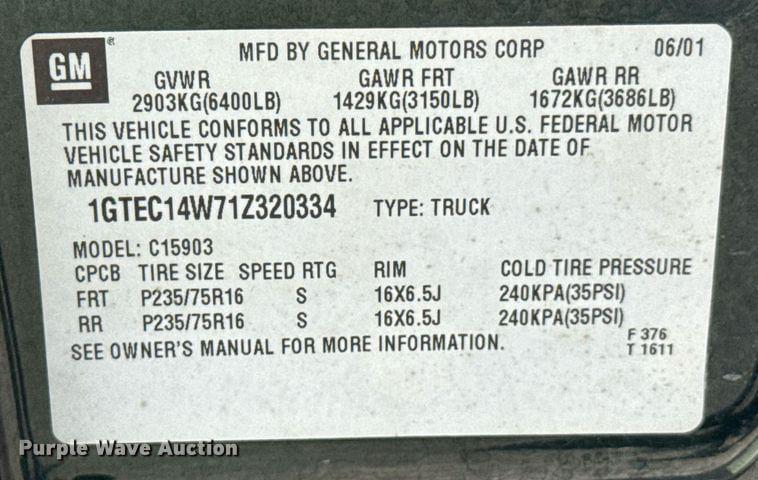 GM®
MFD BY GENERAL MOTORS CORP 06/01
GVWR GAWR FRT GAWR RR
2903KG(6400LB) 1429KG(3150LB) 1672KG(3686LB)
THIS VEHICLE CONFORMS TO ALL APPLICABLE U.S. FEDERAL MOTOR
VEHICLE SAFETY STANDARDS IN EFFECT ON THE DATE OF
MANUFACTURE SHOWN ABOVE.
1GTEC14W71Z320334 TYPE: TRUCK
MODEL: C15903
CPCB TIRE SIZE SPEED RTG RIM COLD TIRE PRESSURE
FRT P235/75R16 S 16X6.5J 240KPA(35PSI)
RR P235/75R16 S 16X6.5J 240KPA(35PSI)
SEE OWNER'S MANUAL FOR MORE INFORMATION.
F 376
T 1611
Purple Wave Auction